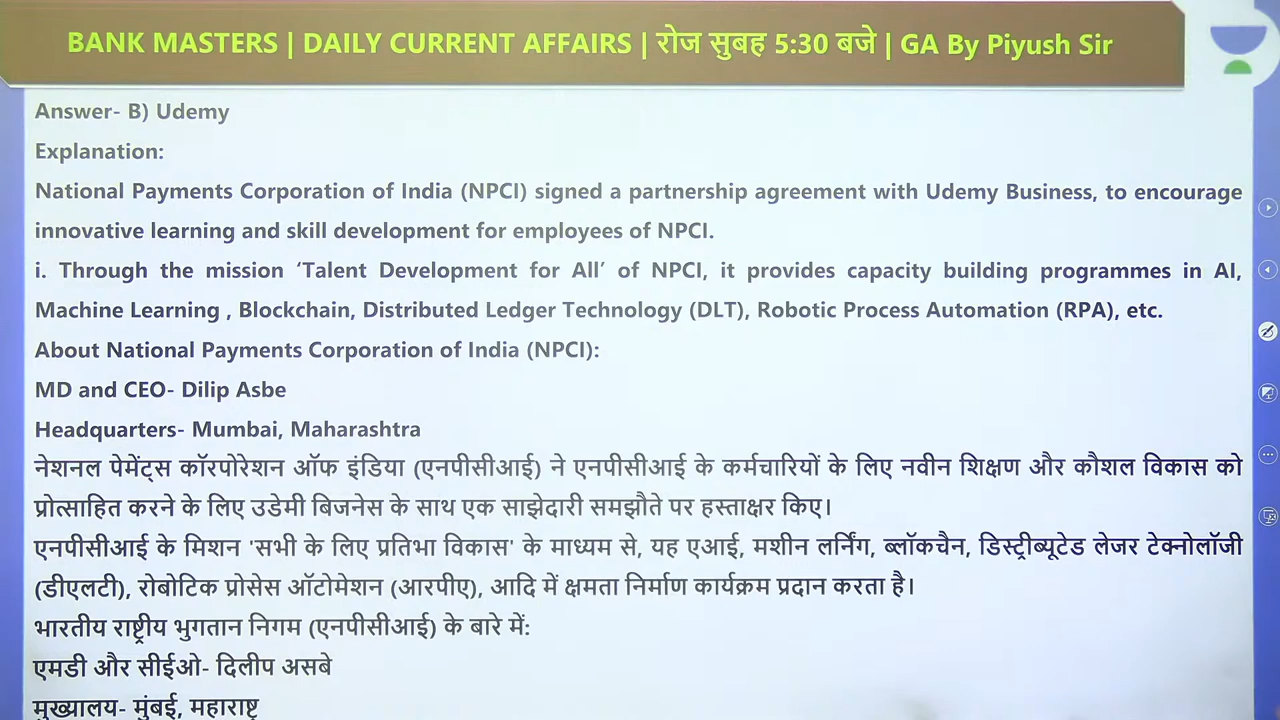 BANK MASTERS | DAILY CURRENT AFFAIRS | रोज सुबह 5:30 बजे | GA By Piyush Sir
Answer- B) Udemy
Explanation:
National Payments Corporation of India (NPCI) signed a partnership agreement with Udemy Business, to encourage
innovative learning and skill development for employees of NPCI.
i. Through the mission ‘Talent Development for All’ of NPCI, it provides capacity building programmes in AI,
Machine Learning , Blockchain, Distributed Ledger Technology (DLT), Robotic Process Automation (RPA), etc.
About National Payments Corporation of India (NPCI):
MD and CEO- Dilip Asbe
Headquarters- Mumbai, Maharashtra
नेशनल पेमेंट्स कॉरपोरेशन ऑफ इंडिया (एनपीसीआई) ने एनपीसीआई के कर्मचारियों के लिए नवीन शिक्षण और कौशल विकास को
प्रोत्साहित करने के लिए उडेमी बिजनेस के साथ एक साझेदारी समझौते पर हस्ताक्षर किए।
एनपीसीआई के मिशन 'सभी के लिए प्रतिभा विकास' के माध्यम से, यह एआई, मशीन लर्निंग, ब्लॉकचैन, डिस्ट्रीब्यूटेड लेजर टेक्नोलॉजी
(डीएलटी), रोबोटिक प्रोसेस ऑटोमेशन (आरपीए), आदि में क्षमता निर्माण कार्यक्रम प्रदान करता है।
भारतीय राष्ट्रीय भुगतान निगम (एनपीसीआई) के बारे में:
एमडी और सीईओ- दिलीप असबे
मुख्यालय- मुंबई, महाराष्ट्र